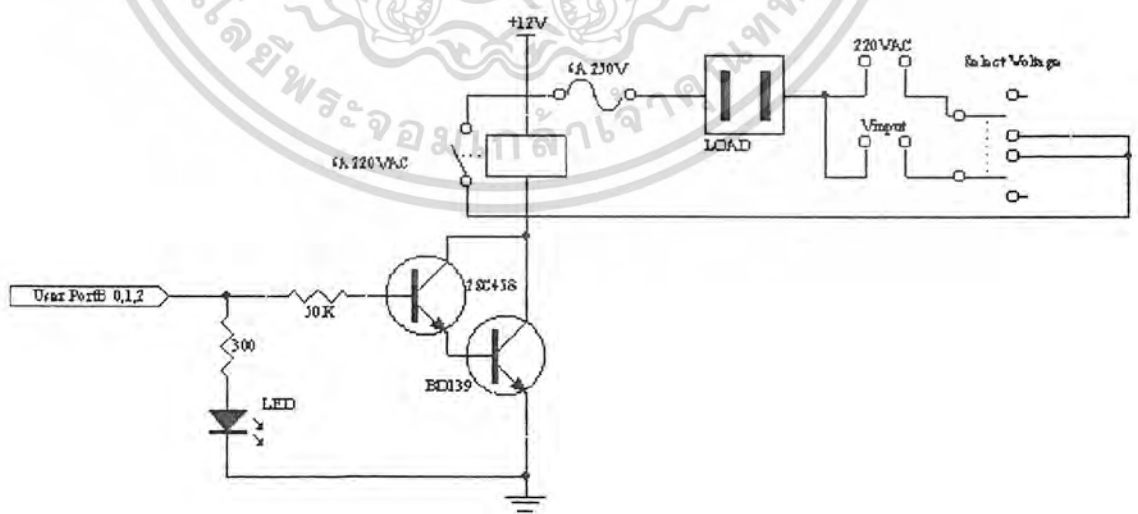 +12V
6A 250V
220VAC
Select Voltage
Vinput
LOAD
6A 220VAC
2SC458
User PortB 0,1,2
300
BD139
LED